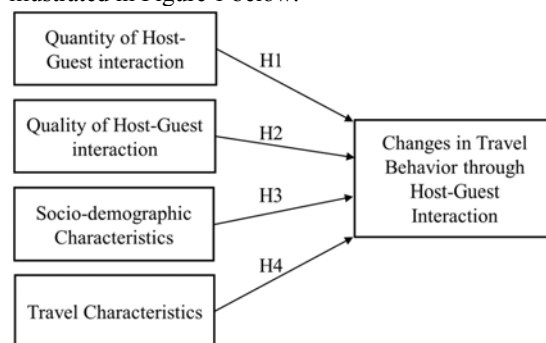 illustrated in Figure 1 below.
Quantity of Host-
Guest interaction
H1
Quality of Host-Guest
interaction
H2
Changes in Travel
Behavior through
Host-Guest
Interaction
Socio-demographic
Characteristics
H3
H4
Travel Characteristics